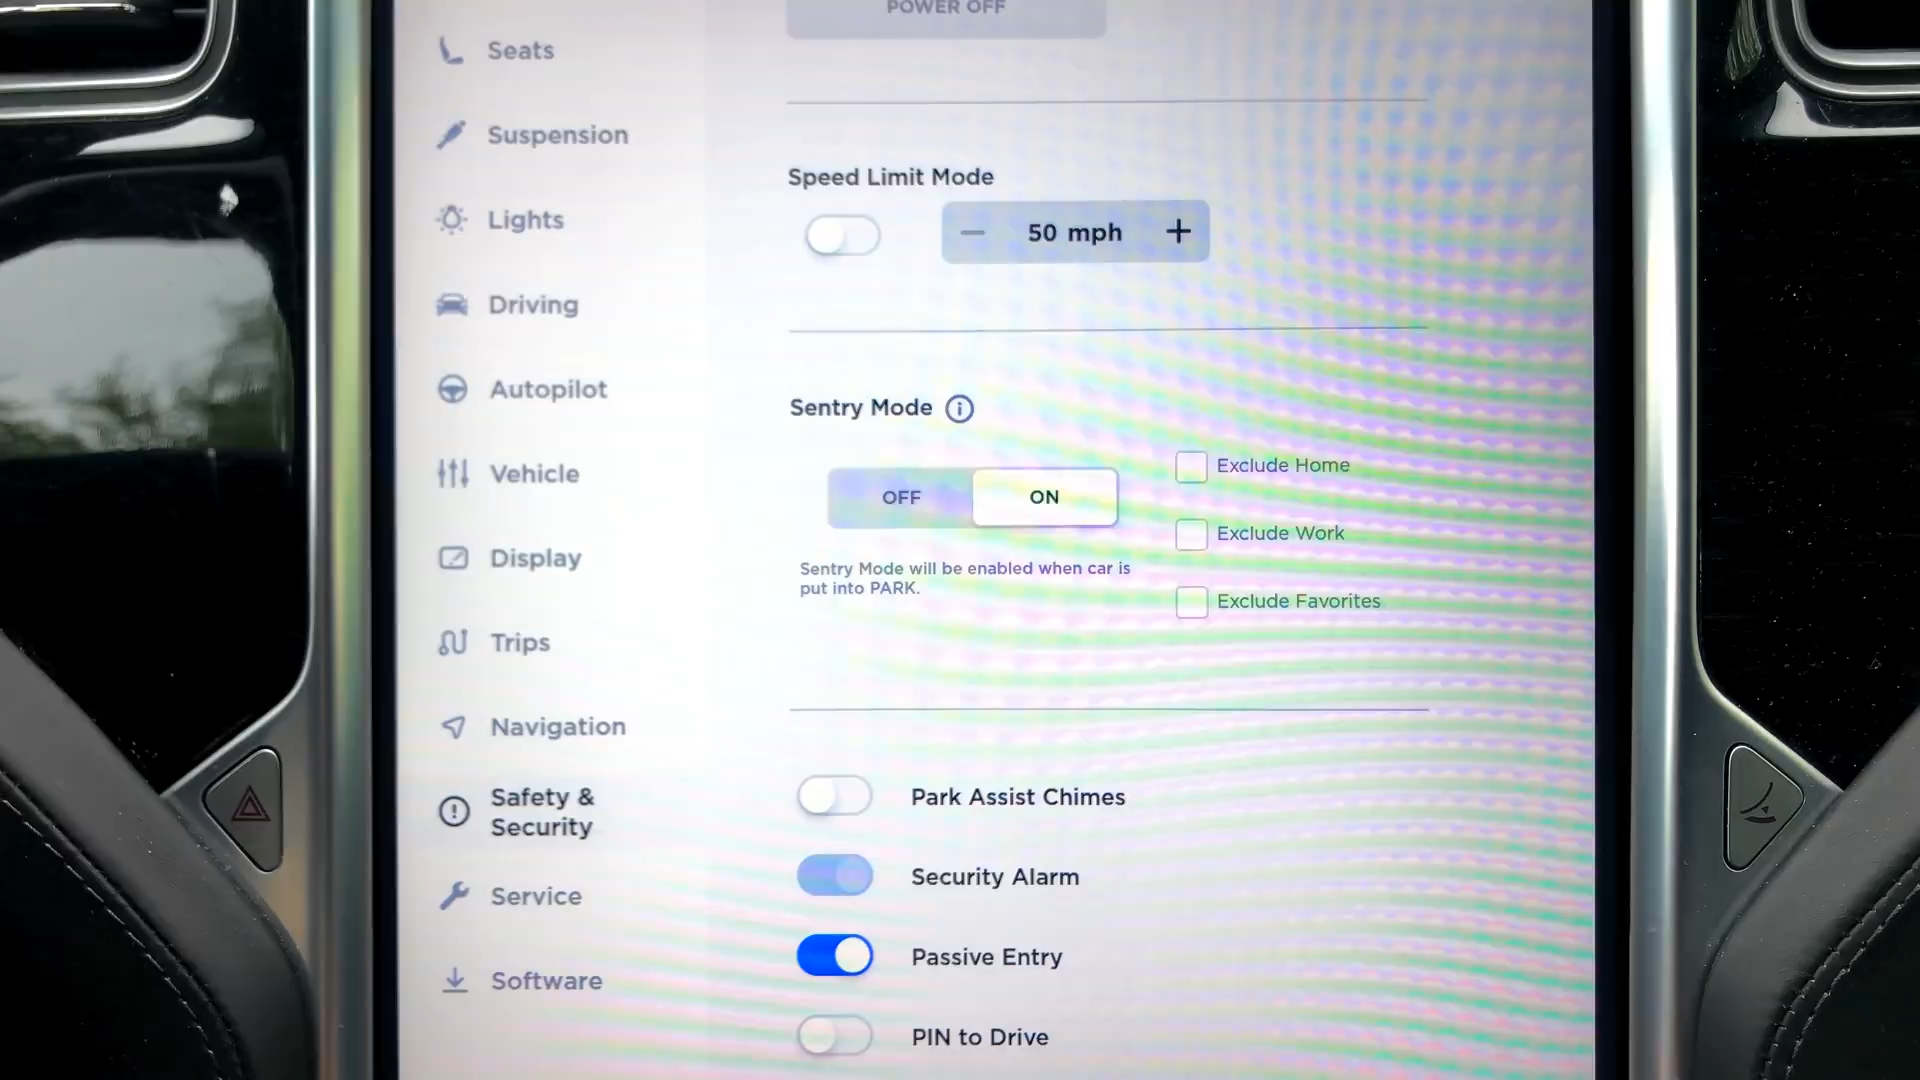 POWER OFF
Seats
Suspension
Lights
Driving
Autopilot
Vehicle
Display
Trips
Navigation
Safety &
Security
Service
Software
Speed Limit Mode
− 50 mph +
Sentry Mode
OFF ON
Sentry Mode will be enabled when car is
put into PARK.
Exclude Home
Exclude Work
Exclude Favorites
Park Assist Chimes
Security Alarm
Passive Entry
PIN to Drive